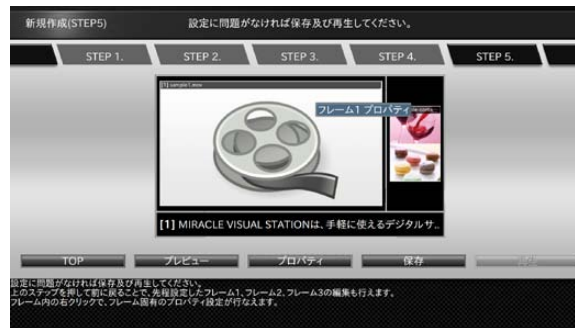 新規作成(STEP5)
設定に問題がなければ保存及び再生してください。
STEP 1.
STEP 2.
STEP 3.
STEP 4.
STEP 5.
[1] sample1.mov
フレーム1 プロパティ
[1] MIRACLE VISUAL STATIONは、手軽に使えるデジタルサ..
TOP
プレビュー
プロパティ
保存
設定に問題がなければ保存及び再生してください。
上のステップを押して前に戻ることで、先程設定したフレーム1、フレーム2、フレーム3の編集も行えます。
フレーム内の右クリックで、フレーム固有のプロパティ設定が行なえます。